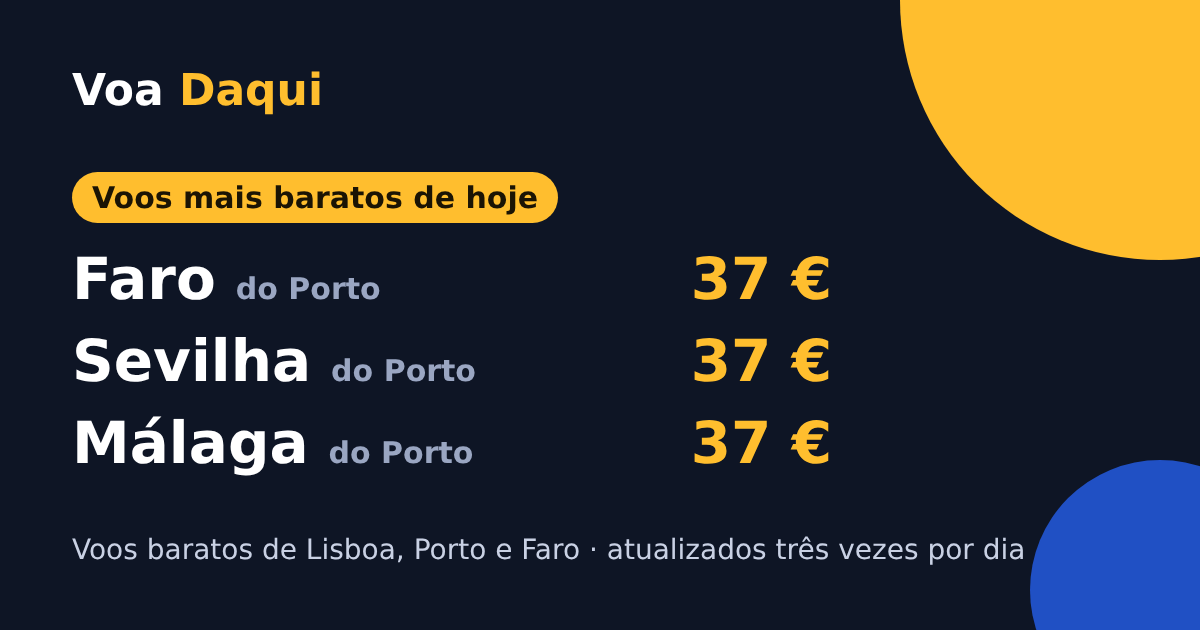 Voa Daqui
Voos mais baratos de hoje
Faro do Porto 37 €
Sevilha do Porto 37 €
Málaga do Porto 37 €
Voos baratos de Lisboa, Porto e Faro · atualizados três vezes por dia